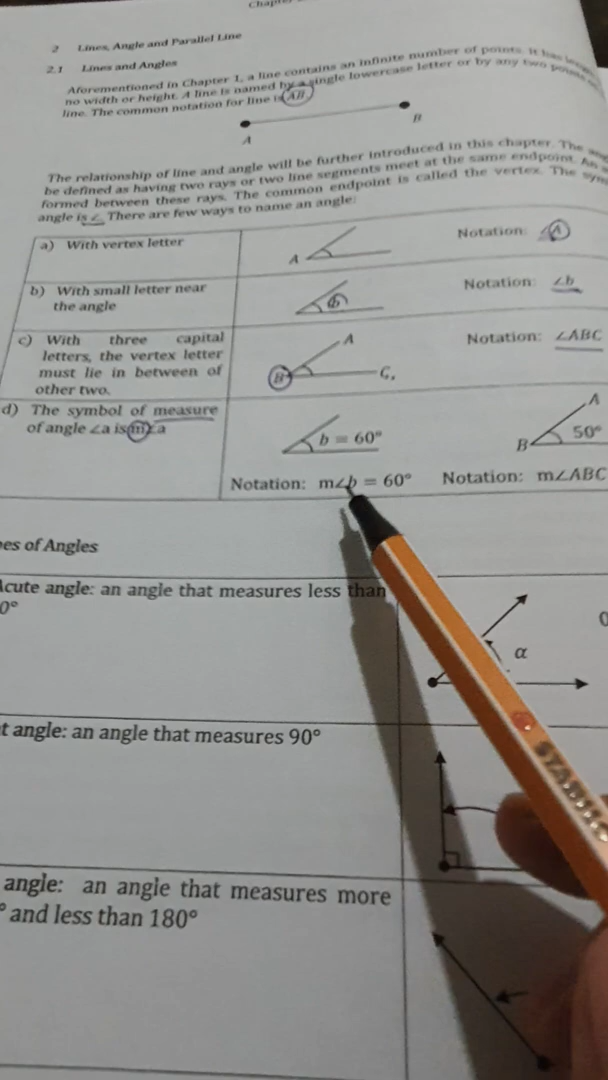 Chapter
2 Lines, Angle and Parallel Line
2.1 Lines and Angles
Aforementioned in Chapter 1, a line contains an infinite number of points. It has
no width or height. A line is named by a single lowercase letter or by any two points
line. The common notation for line is AB
A
B
The relationship of line and angle will be further introduced in this chapter. The
be defined as having two rays or two line segments meet at the same endpoint. An
formed between these rays. The common endpoint is called the vertex. The
angle is ∠. There are few ways to name an angle:
a) With vertex letter
A
Notation: ∠A
b) With small letter near
the angle
b
Notation: ∠b
c) With three capital
letters, the vertex letter
must lie in between of
other two.
A
B
C
Notation: ∠ABC
d) The symbol of measure
of angle ∠a is m∠a
b = 60°
A
B
50°
Notation: m∠b = 60°
Notation: m∠ABC
es of Angles
Acute angle: an angle that measures less than
0°
α
t angle: an angle that measures 90°
angle: an angle that measures more
° and less than 180°
STABILO